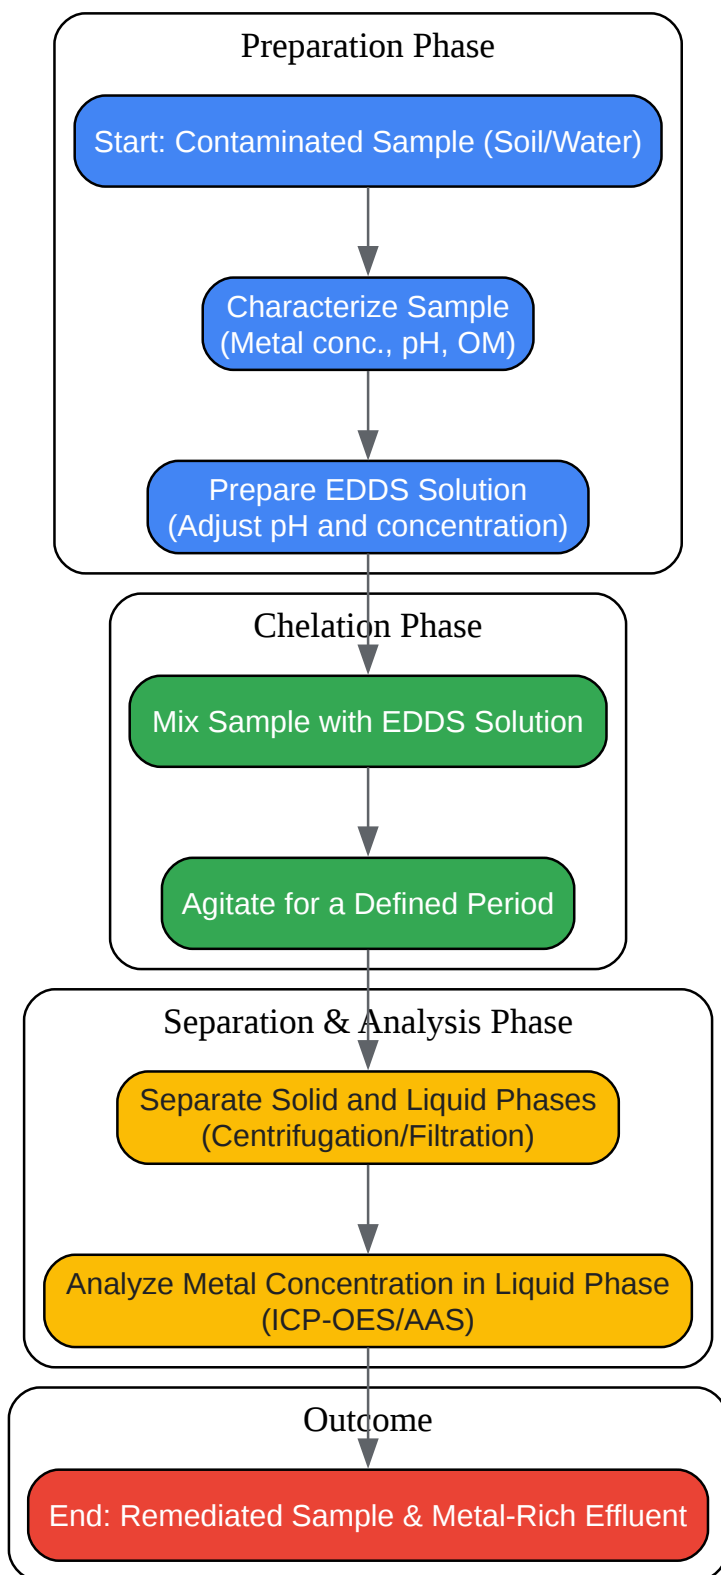 Preparation Phase
Start: Contaminated Sample (Soil/Water)
Characterize Sample
(Metal conc., pH, OM)
Prepare EDDS Solution
(Adjust pH and concentration)
Chelation Phase
Mix Sample with EDDS Solution
Agitate for a Defined Period
Separation & Analysis Phase
Separate Solid and Liquid Phases
(Centrifugation/Filtration)
Analyze Metal Concentration in Liquid Phase
(ICP-OES/AAS)
Outcome
End: Remediated Sample & Metal-Rich Effluent